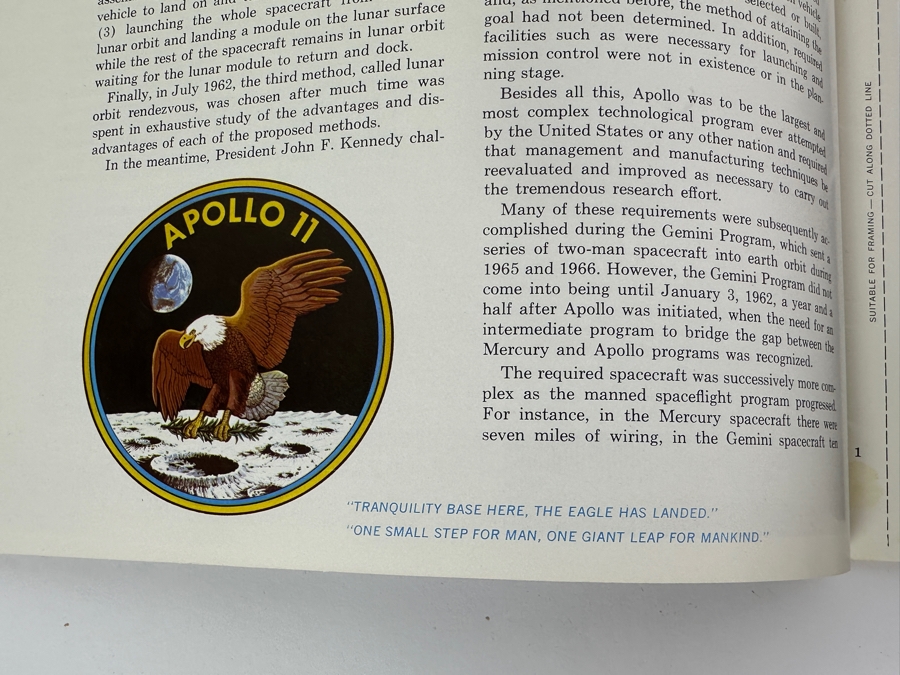 vehicle to land on and
(3) launching the whole spacecraft from
lunar orbit and landing a module on the lunar surface
while the rest of the spacecraft remains in lunar orbit
waiting for the lunar module to return and dock.
Finally, in July 1962, the third method, called lunar
orbit rendezvous, was chosen after much time was
spent in exhaustive study of the advantages and dis-
advantages of each of the proposed methods.
In the meantime, President John F. Kennedy chal-
APOLLO 11
selected or built,
and, as mentioned before, the method of attaining the
goal had not been determined. In addition, required
facilities such as were necessary for launching and
mission control were not in existence or in the plan-
ning stage.
Besides all this, Apollo was to be the largest and
most complex technological program ever attempted
by the United States or any other nation and required
that management and manufacturing techniques be
reevaluated and improved as necessary to carry out
the tremendous research effort.
Many of these requirements were subsequently ac-
complished during the Gemini Program, which sent a
series of two-man spacecraft into earth orbit during
1965 and 1966. However, the Gemini Program did not
come into being until January 3, 1962, a year and a
half after Apollo was initiated, when the need for an
intermediate program to bridge the gap between the
Mercury and Apollo programs was recognized.
The required spacecraft was successively more com-
plex as the manned spaceflight program progressed.
For instance, in the Mercury spacecraft there were
seven miles of wiring, in the Gemini spacecraft ten
"TRANQUILITY BASE HERE, THE EAGLE HAS LANDED."
"ONE SMALL STEP FOR MAN, ONE GIANT LEAP FOR MANKIND."
1
SUITABLE FOR FRAMING — CUT ALONG DOTTED LINE